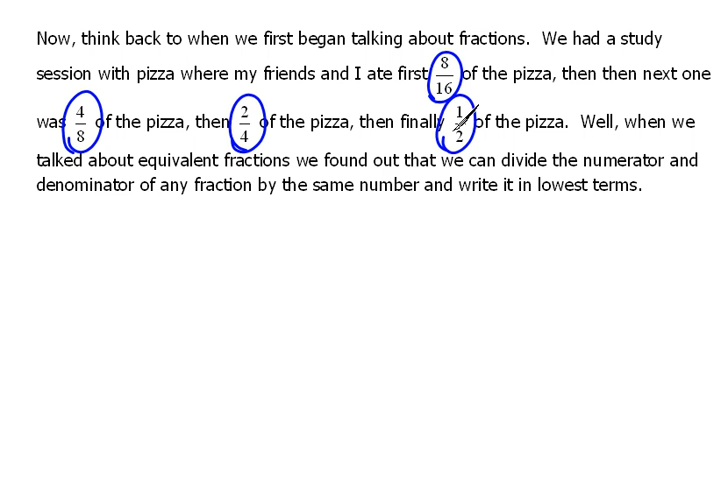 Now, think back to when we first began talking about fractions. We had a study
session with pizza where my friends and I ate first 8/16 of the pizza, then then next one
was 4/8 of the pizza, then 2/4 of the pizza, then finally 1/2 of the pizza. Well, when we
talked about equivalent fractions we found out that we can divide the numerator and
denominator of any fraction by the same number and write it in lowest terms.